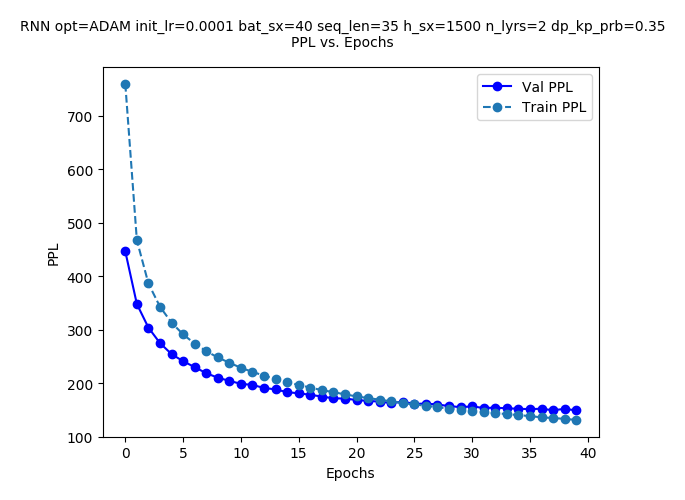 RNN opt=ADAM init_lr=0.0001 bat_sx=40 seq_len=35 h_sx=1500 n_lyrs=2 dp_kp_prb=0.35
PPL vs. Epochs
Val PPL
Train PPL
700
600
500
400
300
200
100
PPL
0 5 10 15 20 25 30 35 40
Epochs